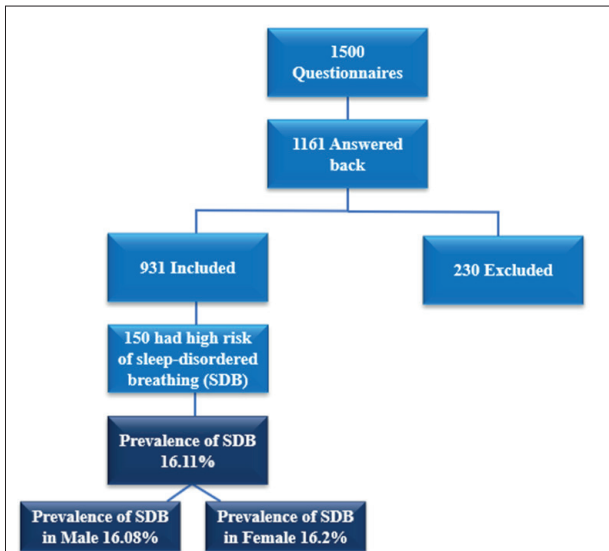 1500
Questionnaires
1161 Answered
back
931 Included
230 Excluded
150 had high risk
of sleep-disordered
breathing (SDB)
Prevalence of SDB
16.11%
Prevalence of SDB
in Male 16.08%
Prevalence of SDB
in Female 16.2%